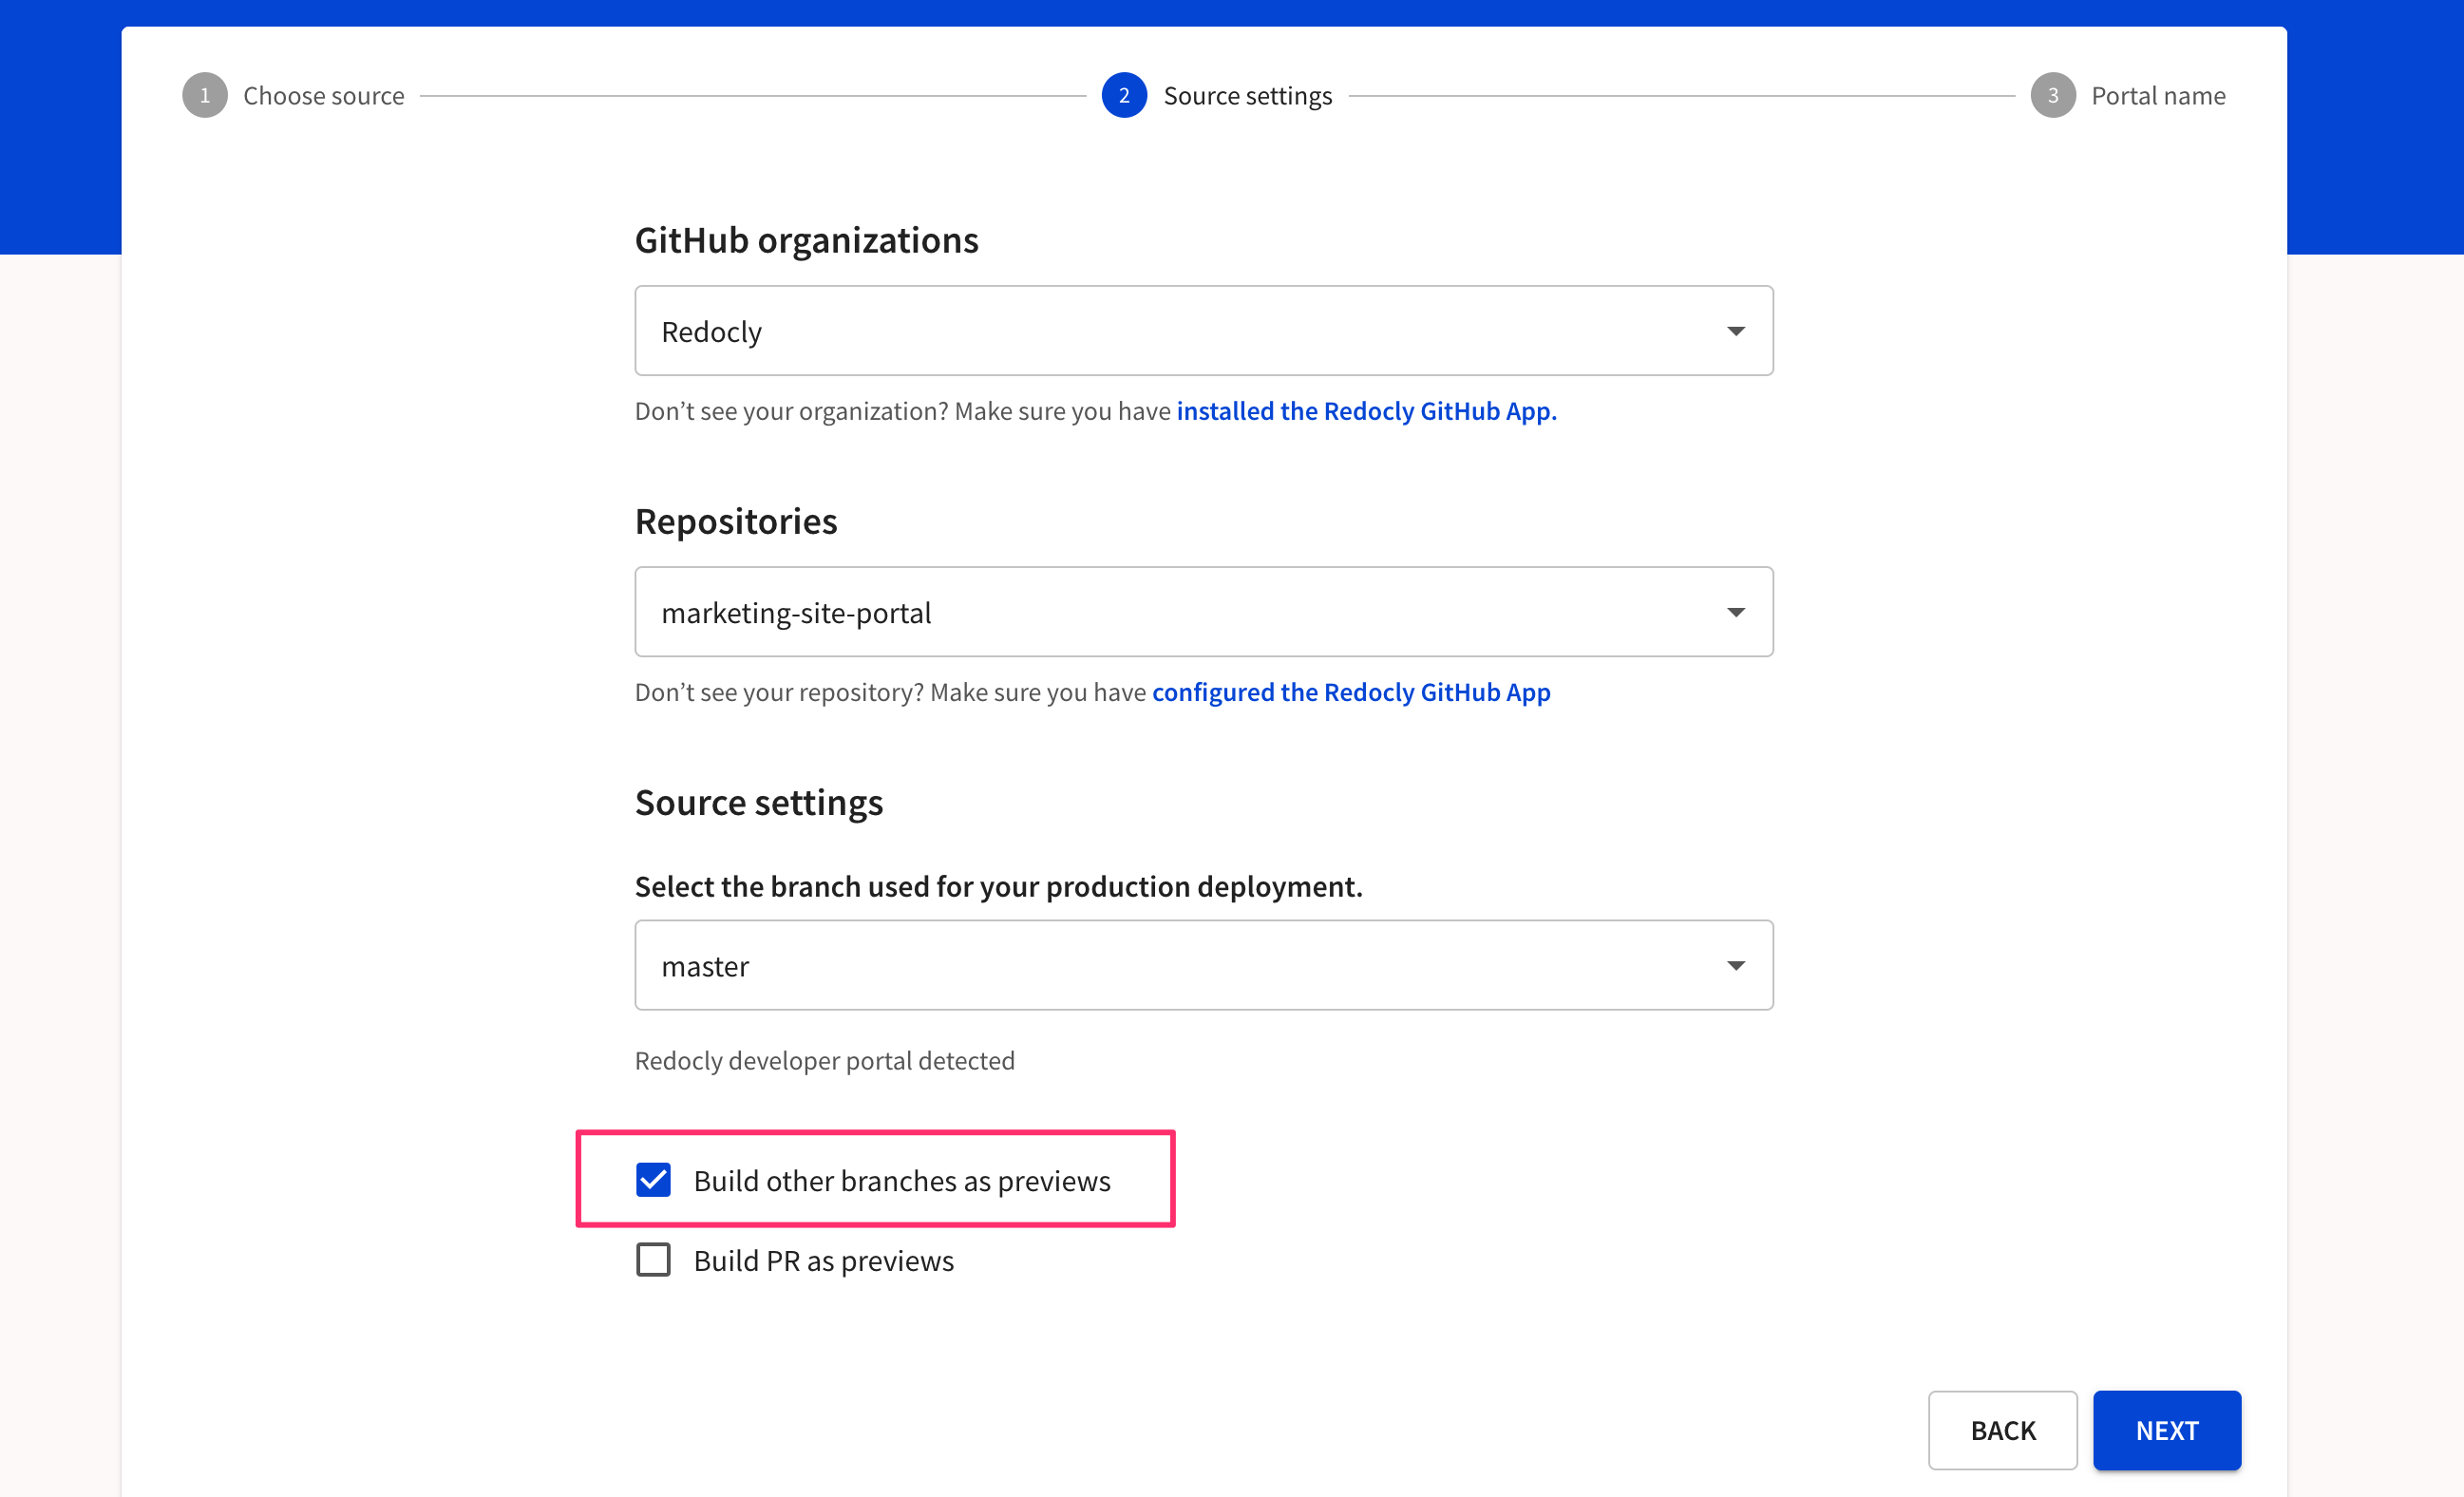 1 Choose source 2 Source settings 3 Portal name
GitHub organizations
Redocly
Don’t see your organization? Make sure you have installed the Redocly GitHub App.
Repositories
marketing-site-portal
Don’t see your repository? Make sure you have configured the Redocly GitHub App
Source settings
Select the branch used for your production deployment.
master
Redocly developer portal detected
Build other branches as previews
Build PR as previews
BACK NEXT